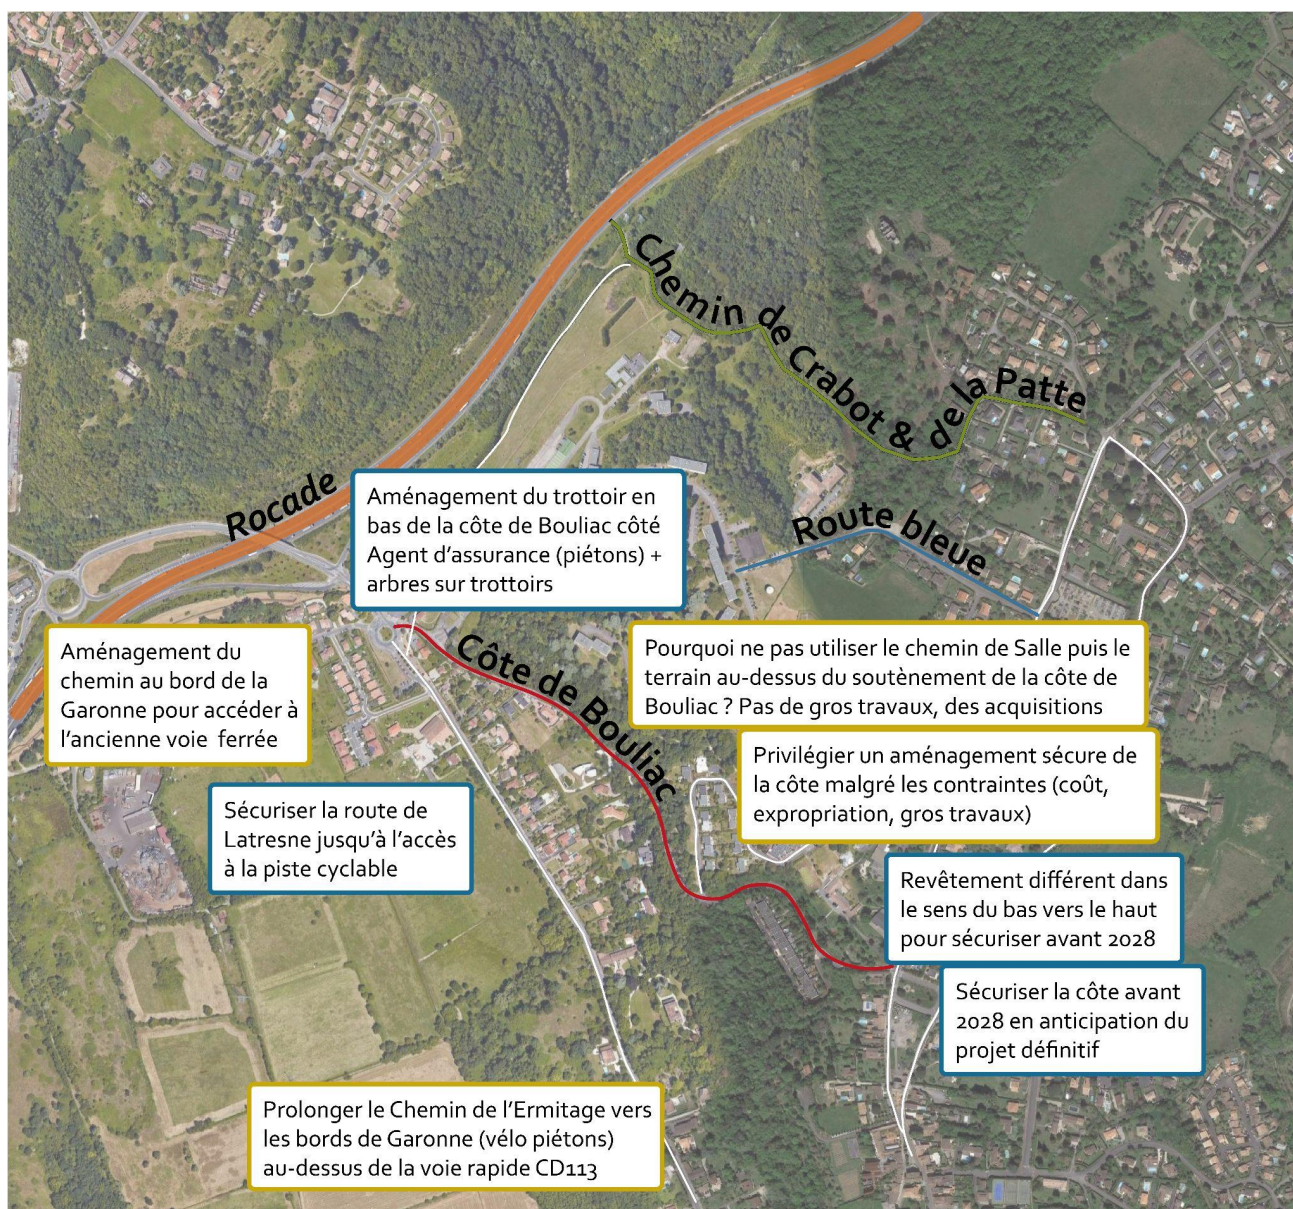 Chemin de Crabot & de la Patte
Rocade
Aménagement du trottoir en
bas de la côte de Bouliac côté
Agent d'assurance (piétons) +
arbres sur trottoirs
Route bleue
Côte de Bouliac
Aménagement du
chemin au bord de la
Garonne pour accéder à
l'ancienne voie ferrée
Pourquoi ne pas utiliser le chemin de Salle puis le
terrain au-dessus du soutènement de la côte de
Bouliac ? Pas de gros travaux, des acquisitions
Privilégier un aménagement sécure de
la côte malgré les contraintes (coût,
expropriation, gros travaux)
Sécuriser la route de
Latresne jusqu'à l'accès
à la piste cyclable
Revêtement différent dans
le sens du bas vers le haut
pour sécuriser avant 2028
Sécuriser la côte avant
2028 en anticipation du
projet définitif
Prolonger le Chemin de l'Ermitage vers
les bords de Garonne (vélo piétons)
au-dessus de la voie rapide CD113